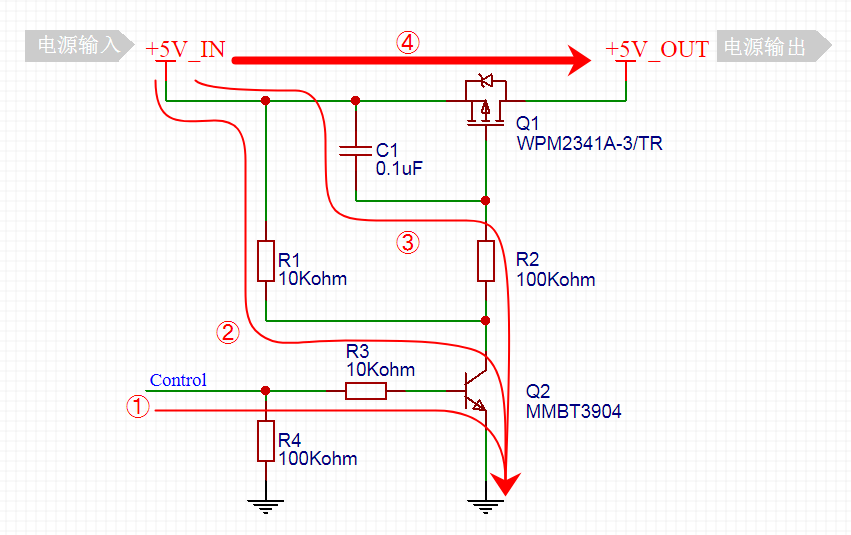 电源输入
+5V_IN
④
+5V_OUT
电源输出
Q1
WPM2341A-3/TR
C1
0.1uF
③
R1
10Kohm
R2
100Kohm
②
R3
10Kohm
Control
①
Q2
MMBT3904
R4
100Kohm